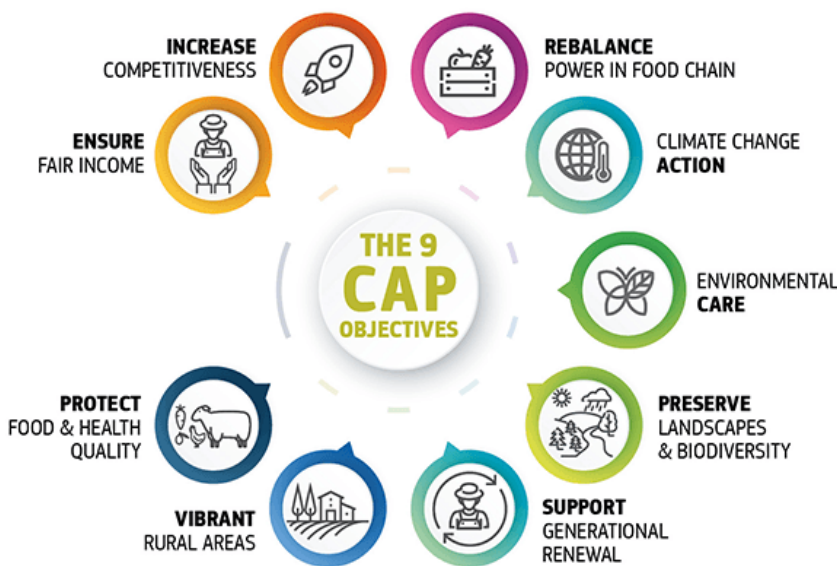 INCREASE
COMPETITIVENESS
REBALANCE
POWER IN FOOD CHAIN
ENSURE
FAIR INCOME
CLIMATE CHANGE
ACTION
THE 9
CAP
OBJECTIVES
ENVIRONMENTAL
CARE
PROTECT
FOOD & HEALTH
QUALITY
PRESERVE
LANDSCAPES
& BIODIVERSITY
VIBRANT
RURAL AREAS
SUPPORT
GENERATIONAL
RENEWAL